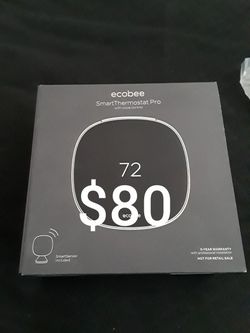 ecobee
SmartThermostat Pro
with voice control
72
$80
SmartSensor
included
5-YEAR WARRANTY
with professional installation
NOT FOR RETAIL SALE